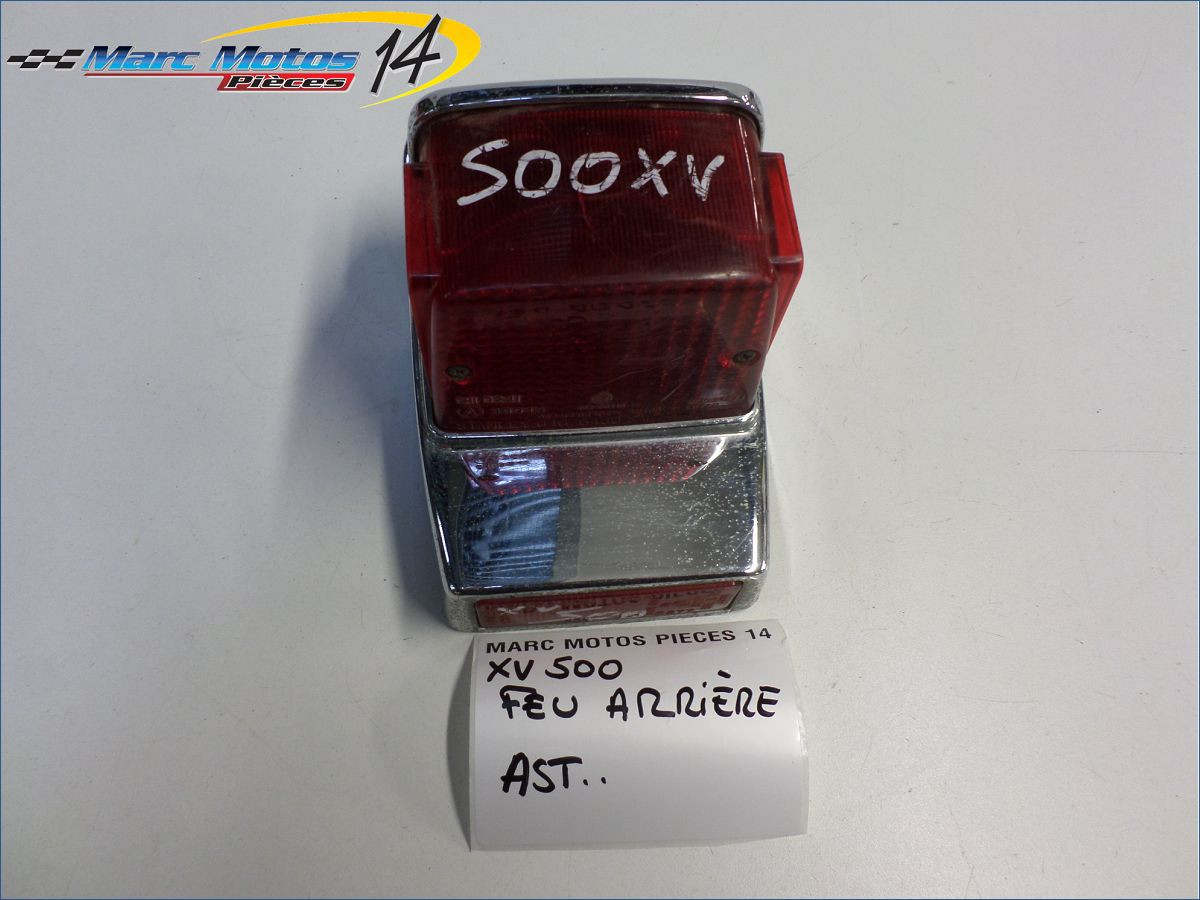 Marc Motos 14
Pièces
500XV
MARC MOTOS PIECES 14
XV 500
FEU ARRIÈRE
AST..